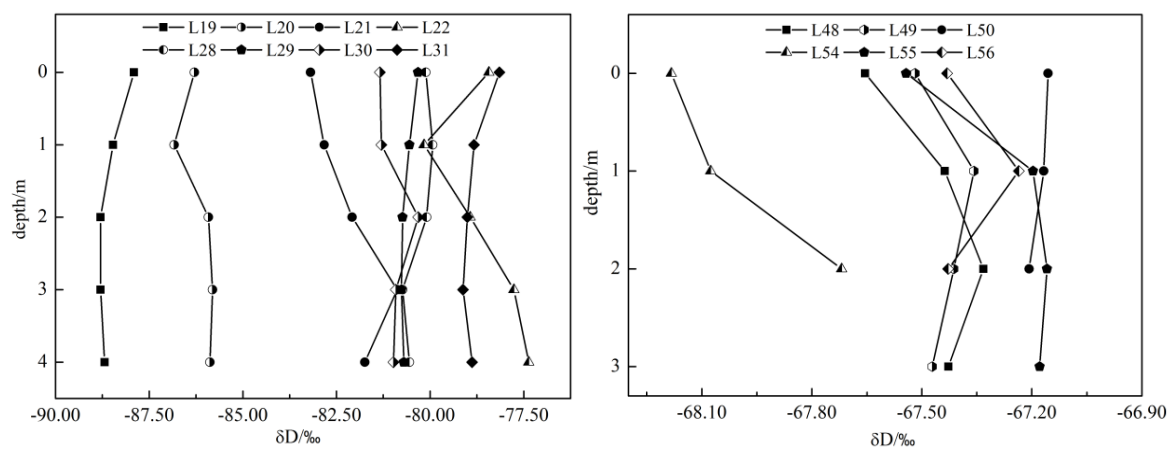 L19 L20 L21 L22
L28 L29 L30 L31
0
1
2
3
4
depth/m
-90.00 -87.50 -85.00 -82.50 -80.00 -77.50
δD/‰
L48 L49 L50
L54 L55 L56
0
1
2
3
depth/m
-68.10 -67.80 -67.50 -67.20 -66.90
δD/‰